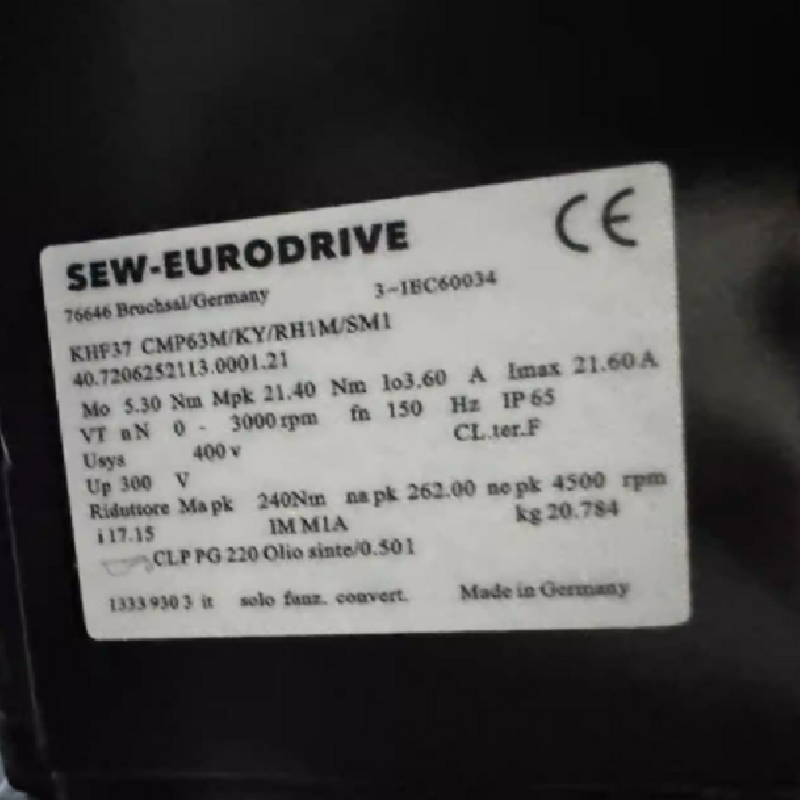 SEW-EURODRIVE
CE
76646 Bruchsal/Germany 3-IEC60034
KHF37 CMP63M/KY/RH1M/SM1
40.7206252113.0001.21
Mo 5.30 Nm Mpk 21.40 Nm Io3.60 A Imax 21.60 A
VT nN 0 - 3000 rpm fn 150 Hz IP 65
Usys 400 v CL.ter.F
Up 300 V
Riduttore Ma pk 240Nm na pk 262.00 ne pk 4500 rpm
i 17.15 IM M1A kg 20.784
CLP PG 220 Olio sinte/0.50l
1333 930 3 it solo funz. convert. Made in Germany